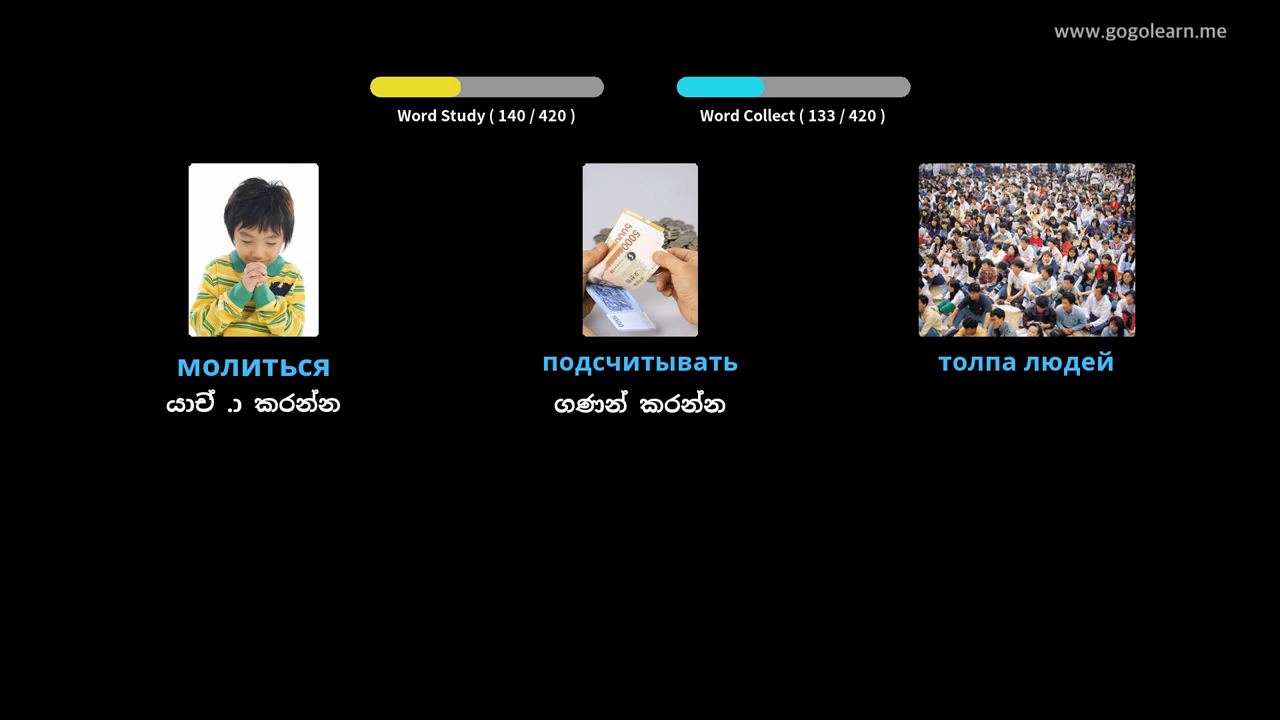 www.gogolearn.me
Word Study ( 140 / 420 )
Word Collect ( 133 / 420 )
молиться
подсчитывать
толпа людей
යාච් .ා කරන්න
ගණන් කරන්න